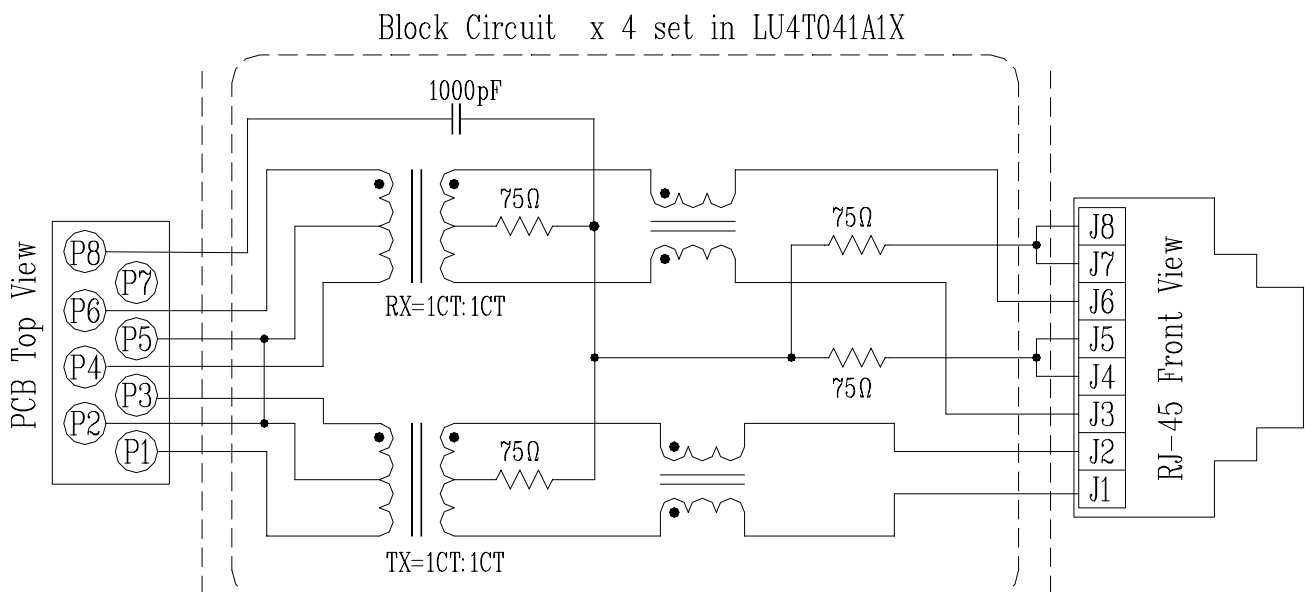 Block Circuit x 4 set in LU4T041A1X
1000pF
75Ω
75Ω
RX=1CT:1CT
75Ω
75Ω
TX=1CT:1CT
PCB Top View
P8
P7
P6
P5
P4
P3
P2
P1
J8
J7
J6
J5
J4
J3
J2
J1
RJ-45 Front View